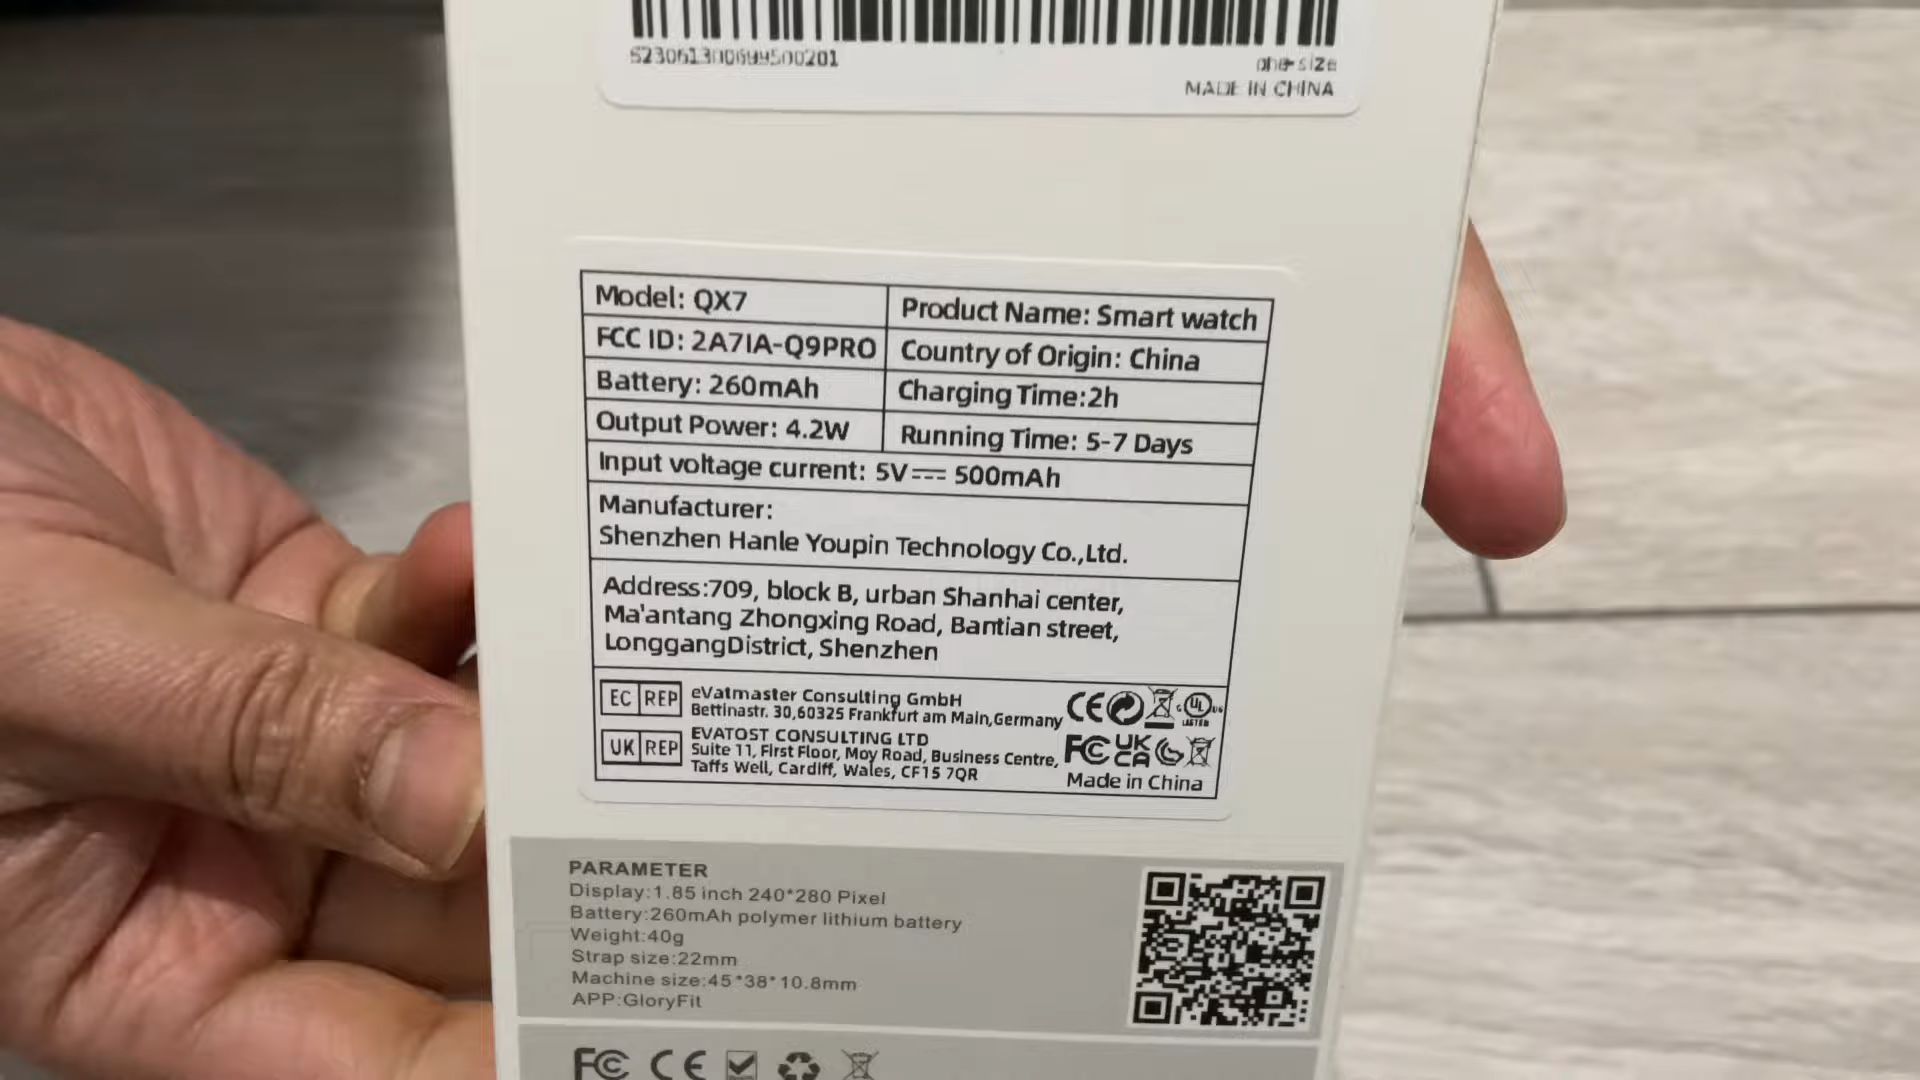 S23061300699500201
one-size
MADE IN CHINA
Model: QX7
Product Name: Smart watch
FCC ID: 2A7IA-Q9PRO
Country of Origin: China
Battery: 260mAh
Charging Time:2h
Output Power: 4.2W
Running Time: 5-7 Days
Input voltage current: 5V⎓ 500mAh
Manufacturer:
Shenzhen Hanle Youpin Technology Co.,Ltd.
Address:709, block B, urban Shanhai center,
Ma'antang Zhongxing Road, Bantian street,
LonggangDistrict, Shenzhen
EC REP
eVatmaster Consulting GmbH
Bettinastr. 30,60325 Frankfurt am Main,Germany
CE
C UL US
LISTED
UK REP
EVATOST CONSULTING LTD
Suite 11, First Floor, Moy Road, Business Centre,
Taffs Well, Cardiff, Wales, CF15 7QR
FC
UK
CA
Made in China
PARAMETER
Display:1.85 inch 240*280 Pixel
Battery:260mAh polymer lithium battery
Weight:40g
Strap size:22mm
Machine size:45*38*10.8mm
APP:GloryFit
FC CE